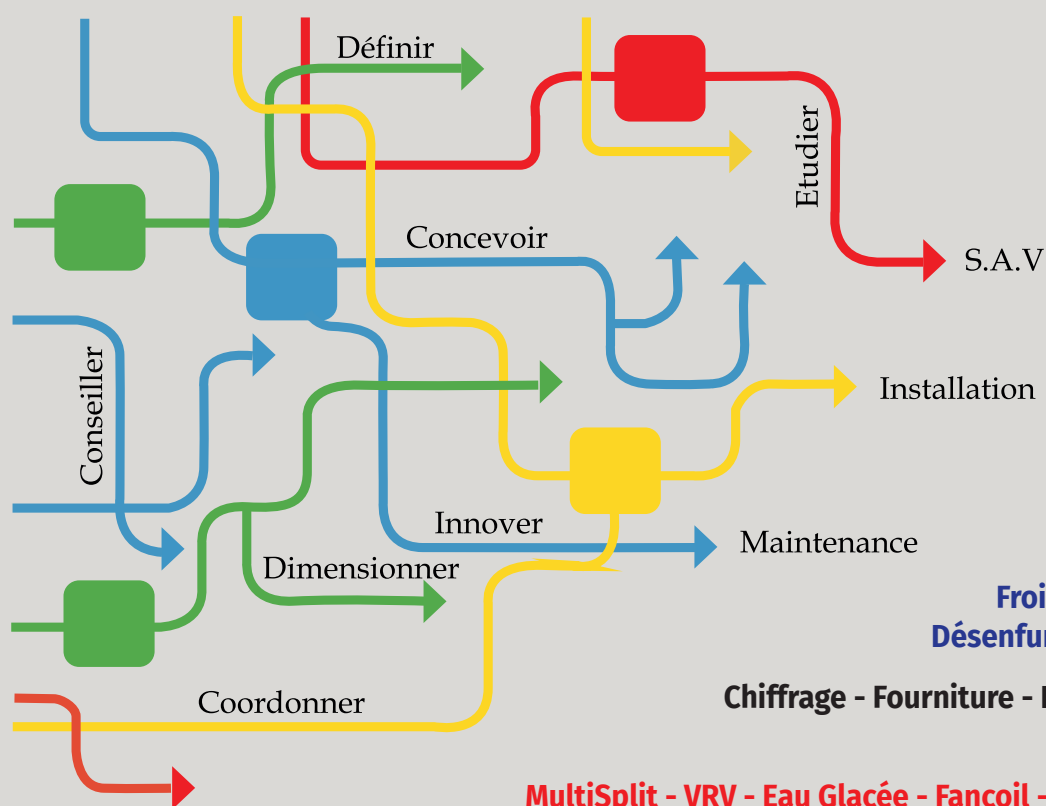 Définir
Etudier
Concevoir
S.A.V
Conseiller
Installation
Innover
Maintenance
Dimensionner
Coordonner
Chiffrage - Fourniture -
MultiSplit - VRV - Eau Glacée - Fancoil -